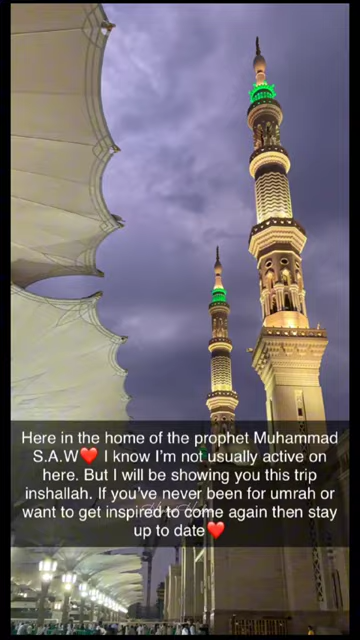 Here in the home of the prophet Muhammad
S.A.W❤️ I know I'm not usually active on
here. But I will be showing you this trip
inshallah. If you've never been for umrah or
want to get inspired to come again then stay
up to date❤️